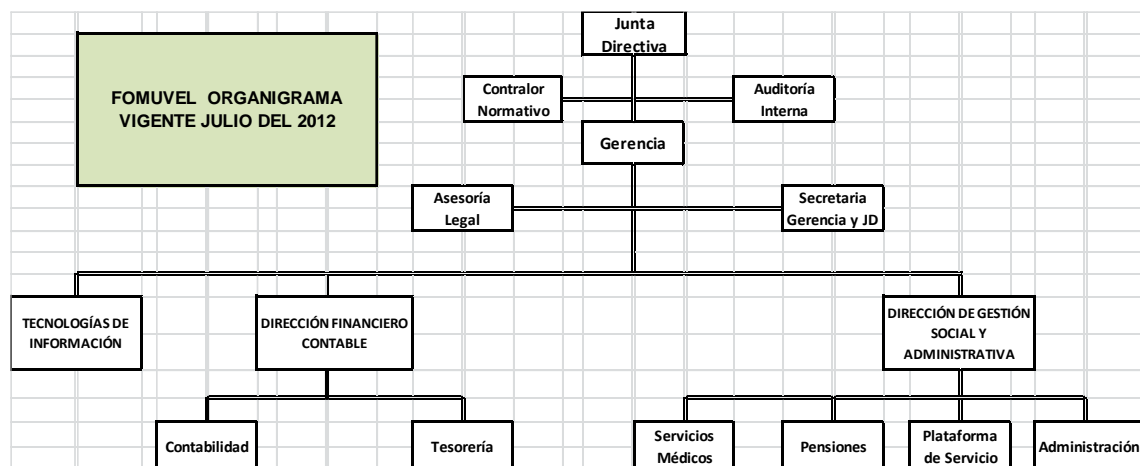 Junta
Directiva
FOMUVEL ORGANIGRAMA
VIGENTE JULIO DEL 2012
Contralor
Normativo
Auditoría
Interna
Gerencia
Asesoría
Legal
Secretaria
Gerencia y JD
TECNOLOGÍAS DE
INFORMACIÓN
DIRECCIÓN FINANCIERO
CONTABLE
DIRECCIÓN DE GESTIÓN
SOCIAL Y
ADMINISTRATIVA
Contabilidad
Tesorería
Servicios
Médicos
Pensiones
Plataforma
de Servicio
Administración